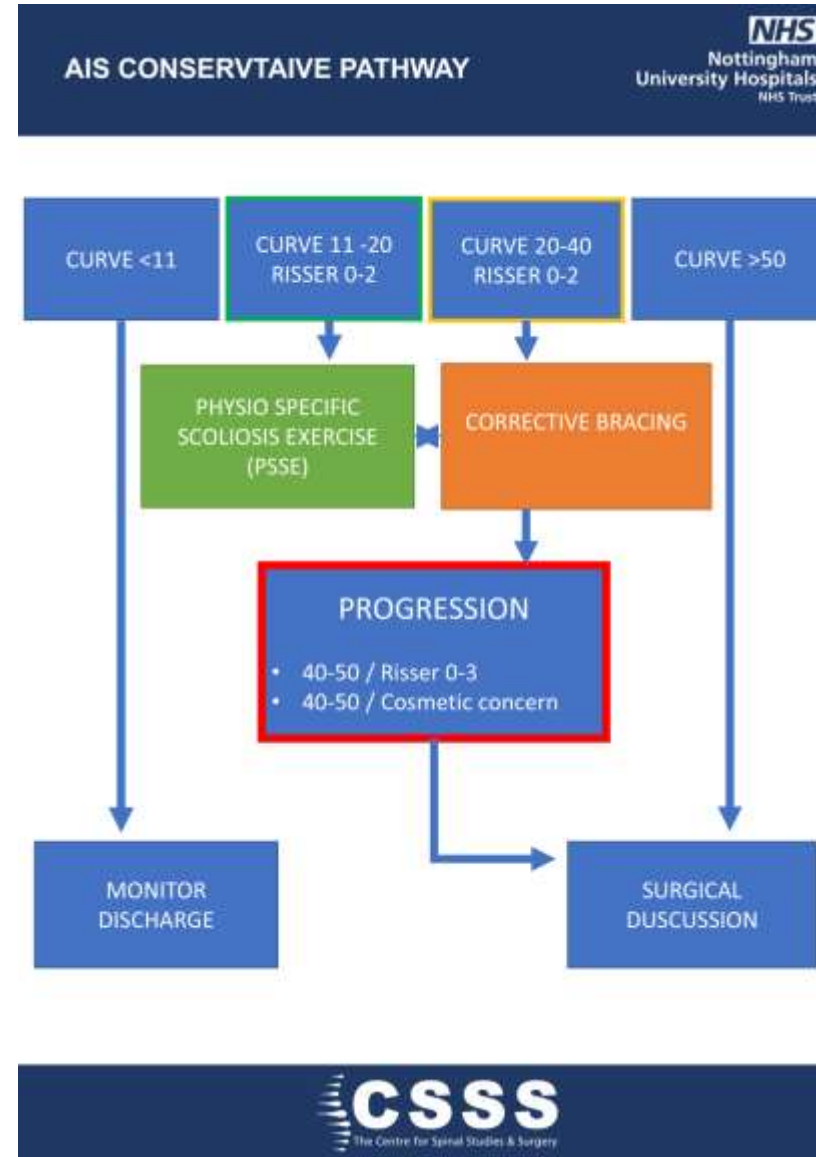 AIS CONSERVTAIVE PATHWAY
NHS
Nottingham
University Hospitals
NHS Trust
CURVE <11
CURVE 11 -20
RISSER 0-2
CURVE 20-40
RISSER 0-2
CURVE >50
PHYSIO SPECIFIC
SCOLIOSIS EXERCISE
(PSSE)
CORRECTIVE BRACING
PROGRESSION
• 40-50 / Risser 0-3
• 40-50 / Cosmetic concern
MONITOR
DISCHARGE
SURGICAL
DUSCUSSION
CSSS
The Centre for Spinal Studies & Surgery